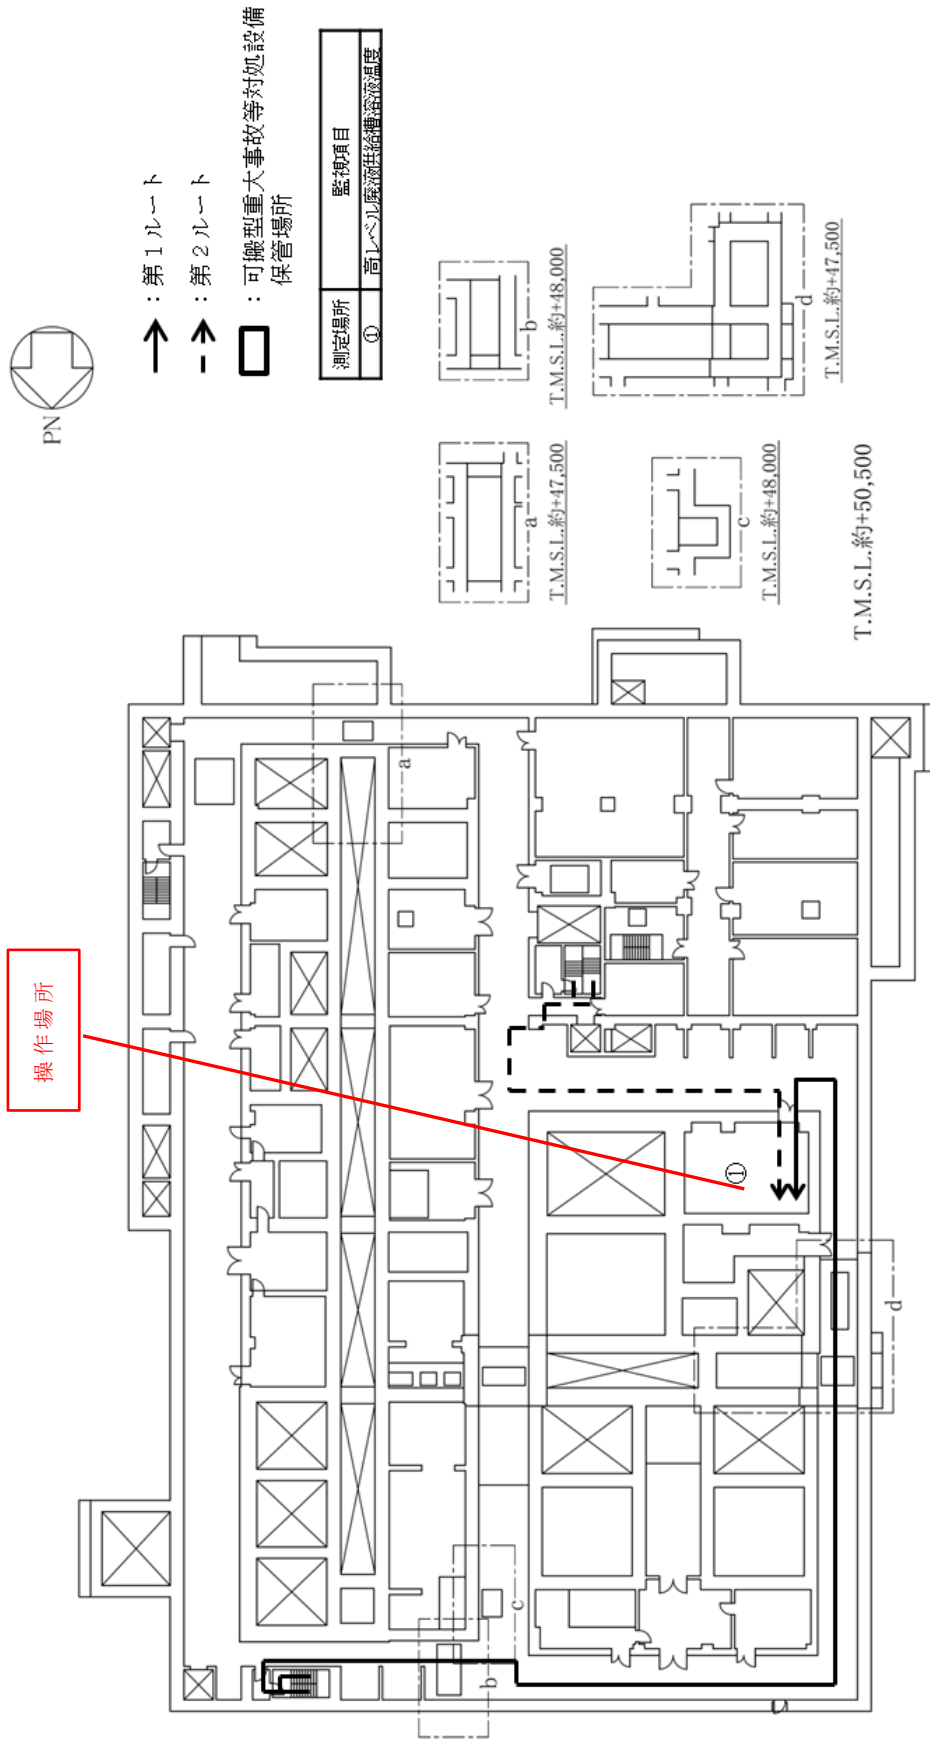 PN
：第１ルート
：第２ルート
：可搬型重大事故等対処設備
保管場所
測定場所 監視項目
① 高レベル廃液供給槽溶液温度
a
T.M.S.L.約+47,500
b
T.M.S.L.約+48,000
c
T.M.S.L.約+48,000
d
T.M.S.L.約+47,500
T.M.S.L.約+50,500
操作場所
①
a
b
c
d